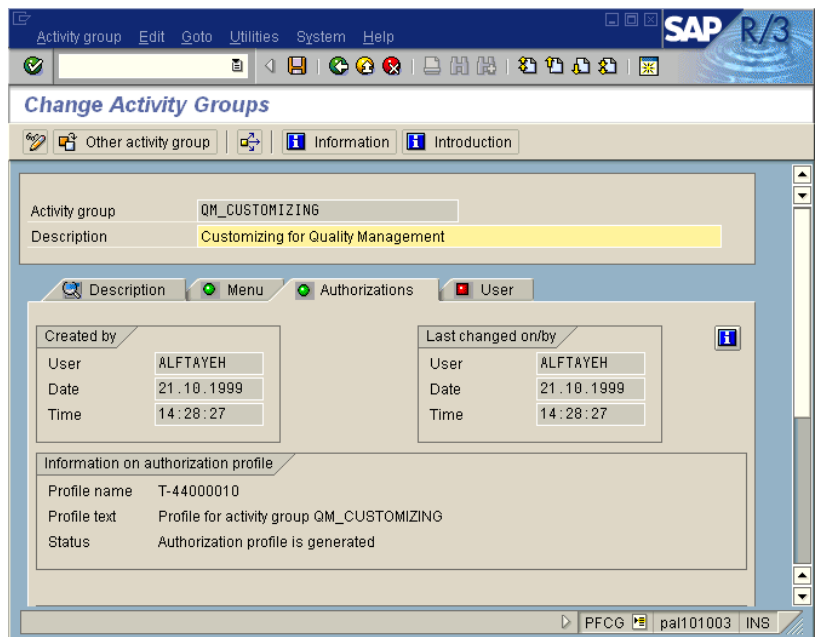 Activity group Edit Goto Utilities System Help
SAP R/3
Change Activity Groups
Other activity group Information Introduction
Activity group QM_CUSTOMIZING
Description Customizing for Quality Management
Description Menu Authorizations User
Created by Last changed on/by
User ALFTAYEH User ALFTAYEH
Date 21.10.1999 Date 21.10.1999
Time 14:28:27 Time 14:28:27
Information on authorization profile
Profile name T-44000010
Profile text Profile for activity group QM_CUSTOMIZING
Status Authorization profile is generated
PFCG pal101003 INS